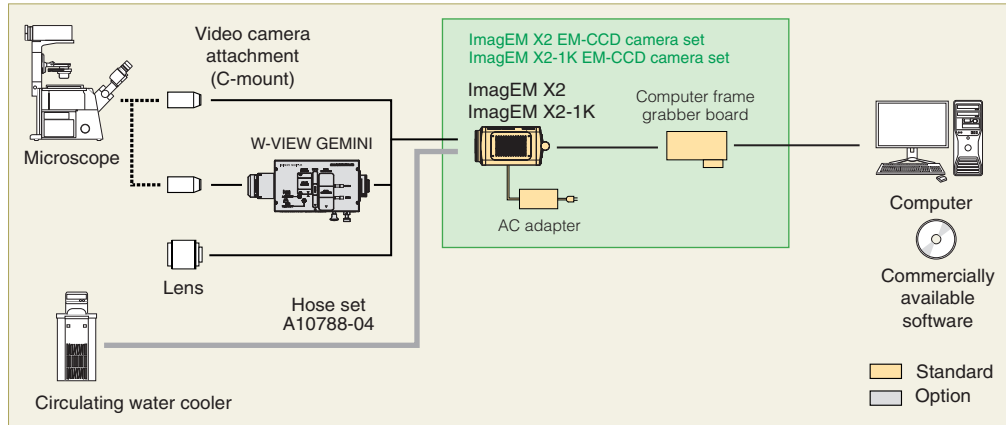 Video camera
attachment
(C-mount)
Microscope
W-VIEW GEMINI
Lens
Hose set
A10788-04
Circulating water cooler
ImagEM X2 EM-CCD camera set
ImagEM X2-1K EM-CCD camera set
ImagEM X2
ImagEM X2-1K
Computer frame
grabber board
AC adapter
Computer
Commercially
available
software
Standard
Option